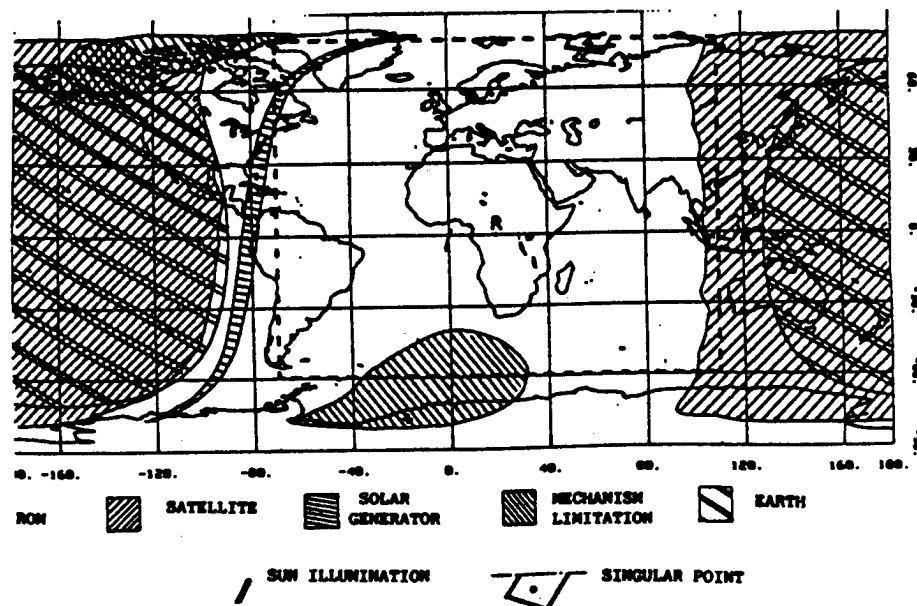 R
-160. -120. -80. -40. 0. 40. 80. 120. 160. 180.
SATELLITE
SOLAR GENERATOR
MECHANISM LIMITATION
EARTH
SUN ILLUMINATION
SINGULAR POINT